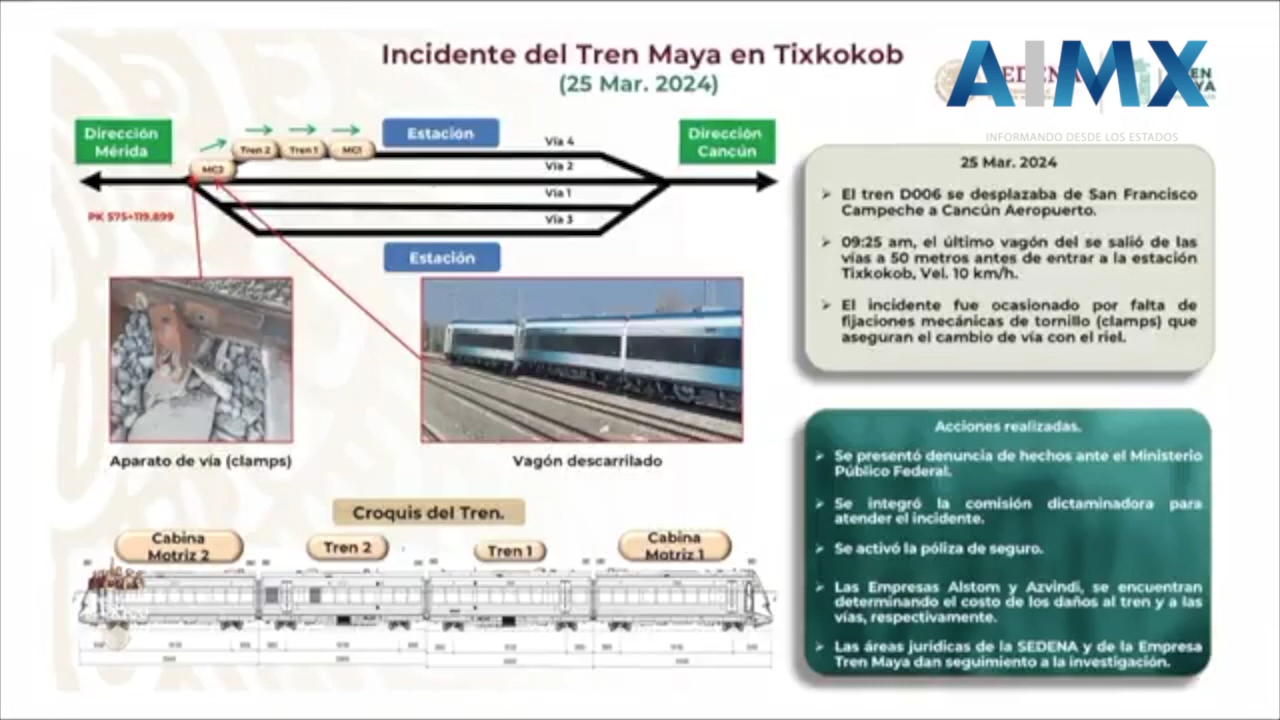 Incidente del Tren Maya en Tixkokob
(25 Mar. 2024)
AIMX
INFORMANDO DESDE LOS ESTADOS
Dirección
Mérida
Tren 2
Tren 1
MC1
MC2
Estación
Vía 4
Vía 2
Vía 1
Vía 3
Dirección
Cancún
PK 575+119.899
Estación
Aparato de vía (clamps)
Vagón descarrilado
Croquis del Tren.
Cabina
Motriz 2
Tren 2
Tren 1
Cabina
Motriz 1
25 Mar. 2024
El tren D006 se desplazaba de San Francisco
Campeche a Cancún Aeropuerto.
09:25 am, el último vagón del se salió de las
vías a 50 metros antes de entrar a la estación
Tixkokob, Vel. 10 km/h.
El incidente fue ocasionado por falta de
fijaciones mecánicas de tornillo (clamps) que
aseguran el cambio de vía con el riel.
Acciones realizadas.
Se presentó denuncia de hechos ante el Ministerio
Público Federal.
Se integró la comisión dictaminadora para
atender el incidente.
Se activó la póliza de seguro.
Las Empresas Alstom y Azvindi, se encuentran
determinando el costo de los daños al tren y a las
vías, respectivamente.
Las áreas jurídicas de la SEDENA y de la Empresa
Tren Maya dan seguimiento a la investigación.